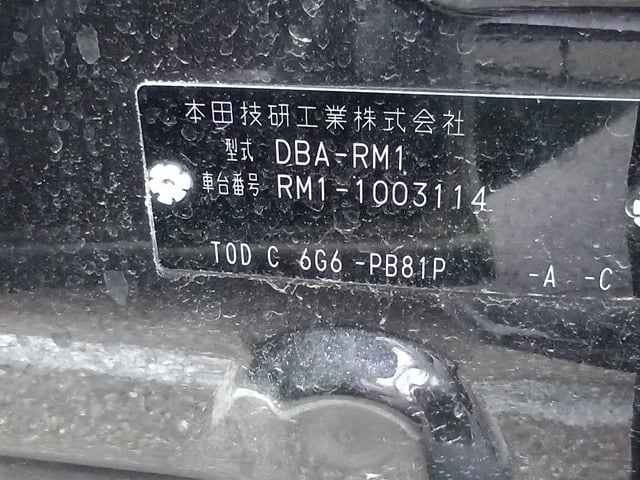 本田技研工業株式会社
型式 DBA-RM1
車台番号 RM1-1003114
TOD C 6G6 -PB81P -A -C